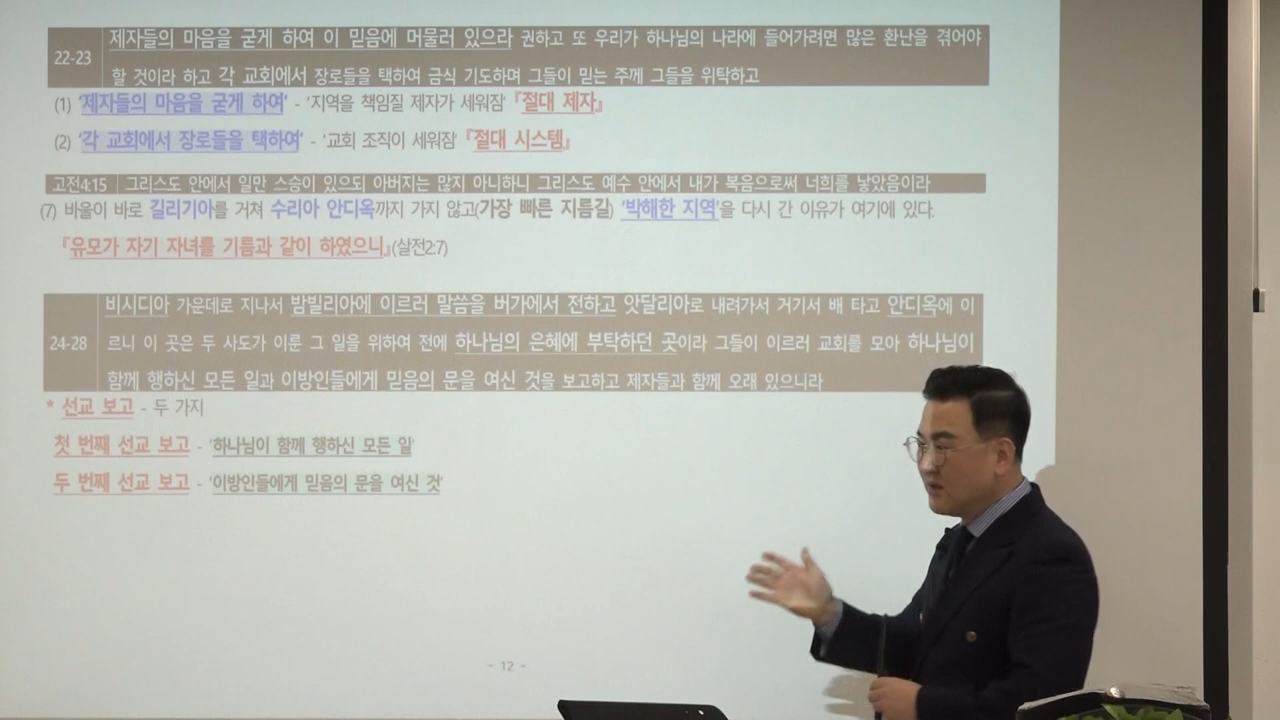 22-23 제자들의 마음을 굳게 하여 이 믿음에 머물러 있으라 권하고 또 우리가 하나님의 나라에 들어가려면 많은 환난을 겪어야
할 것이라 하고 각 교회에서 장로들을 택하여 금식 기도하며 그들이 믿는 주께 그들을 위탁하고
(1) '제자들의 마음을 굳게 하여' - '지역을 책임질 제자가 세워짐' 『절대 제자』
(2) '각 교회에서 장로들을 택하여' - '교회 조직이 세워짐' 『절대 시스템』
고전4:15 그리스도 안에서 일만 스승이 있으되 아버지는 많지 아니하니 그리스도 예수 안에서 내가 복음으로써 너희를 낳았음이라
(7) 바울이 바로 길리기아를 거쳐 수리아 안디옥까지 가지 않고(가장 빠른 지름길) '박해한 지역'을 다시 간 이유가 여기에 있다.
『유모가 자기 자녀를 기름과 같이 하였으니』(살전2:7)
24-28 비시디아 가운데로 지나서 밤빌리아에 이르러 말씀을 버가에서 전하고 앗달리아로 내려가서 거기서 배 타고 안디옥에 이
르니 이 곳은 두 사도가 이룬 그 일을 위하여 전에 하나님의 은혜에 부탁하던 곳이라 그들이 이르러 교회를 모아 하나님이
함께 행하신 모든 일과 이방인들에게 믿음의 문을 여신 것을 보고하고 제자들과 함께 오래 있으니라
* 선교 보고 - 두 가지
첫 번째 선교 보고 - '하나님이 함께 행하신 모든 일'
두 번째 선교 보고 - '이방인들에게 믿음의 문을 여신 것'
- 12 -